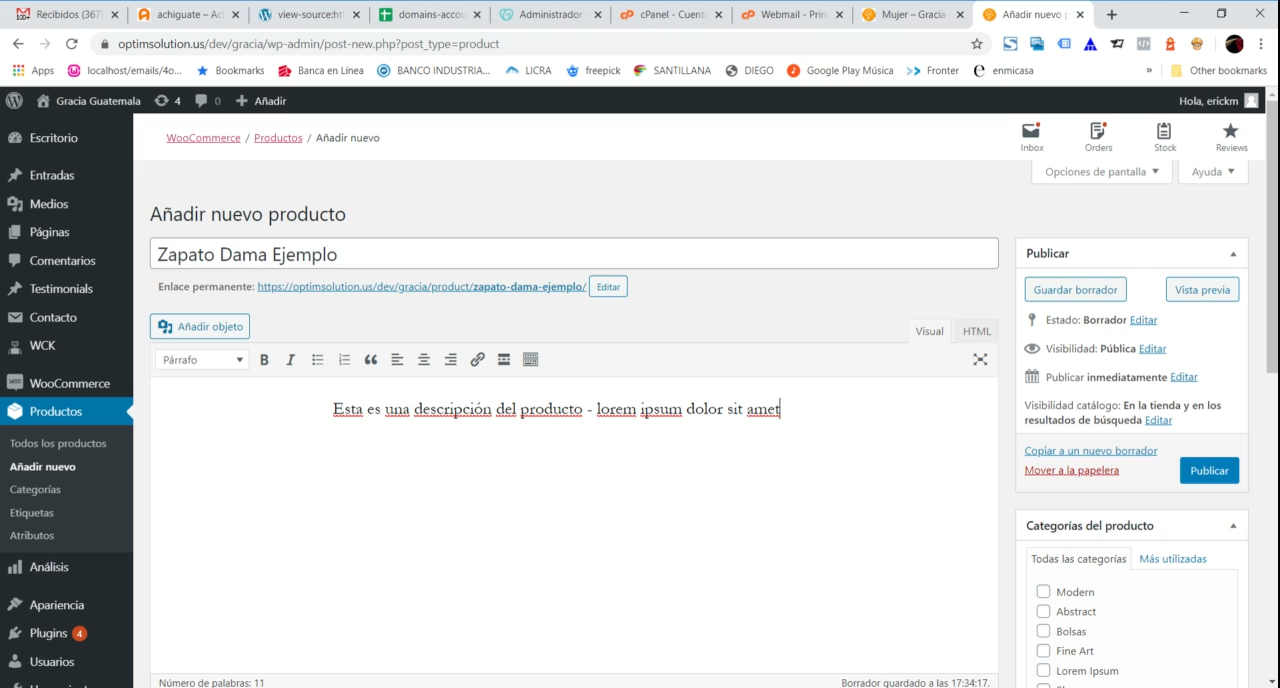 Recibidos (367)
achiguate – Ac
view-source:ht
domains-accou
Administrador
cPanel - Cuent
Webmail - Prin
Mujer – Gracia
Añadir nuevo p
optimsolution.us/dev/gracia/wp-admin/post-new.php?post_type=product
Apps
localhost/emails/4o...
Bookmarks
Banca en Línea
BANCO INDUSTRIA...
LICRA
freepick
SANTILLANA
DIEGO
Google Play Música
Fronter
enmicasa
»
Other bookmarks
Gracia Guatemala
4
0
Añadir
Hola, erickm
Escritorio
Entradas
Medios
Páginas
Comentarios
Testimonials
Contacto
WCK
WooCommerce
Productos
Todos los productos
Añadir nuevo
Categorías
Etiquetas
Atributos
Análisis
Apariencia
Plugins 4
Usuarios
WooCommerce / Productos / Añadir nuevo
Inbox
Orders
Stock
Reviews
Opciones de pantalla
Ayuda
Añadir nuevo producto
Zapato Dama Ejemplo
Enlace permanente: https://optimsolution.us/dev/gracia/product/zapato-dama-ejemplo/ Editar
Añadir objeto
Visual
HTML
Párrafo
Esta es una descripción del producto - lorem ipsum dolor sit amet
Número de palabras: 11
Borrador guardado a las 17:34:17.
Publicar
Guardar borrador
Vista previa
Estado: Borrador Editar
Visibilidad: Pública Editar
Publicar inmediatamente Editar
Visibilidad catálogo: En la tienda y en los
resultados de búsqueda Editar
Copiar a un nuevo borrador
Mover a la papelera
Publicar
Categorías del producto
Todas las categorías
Más utilizadas
Modern
Abstract
Bolsas
Fine Art
Lorem Ipsum